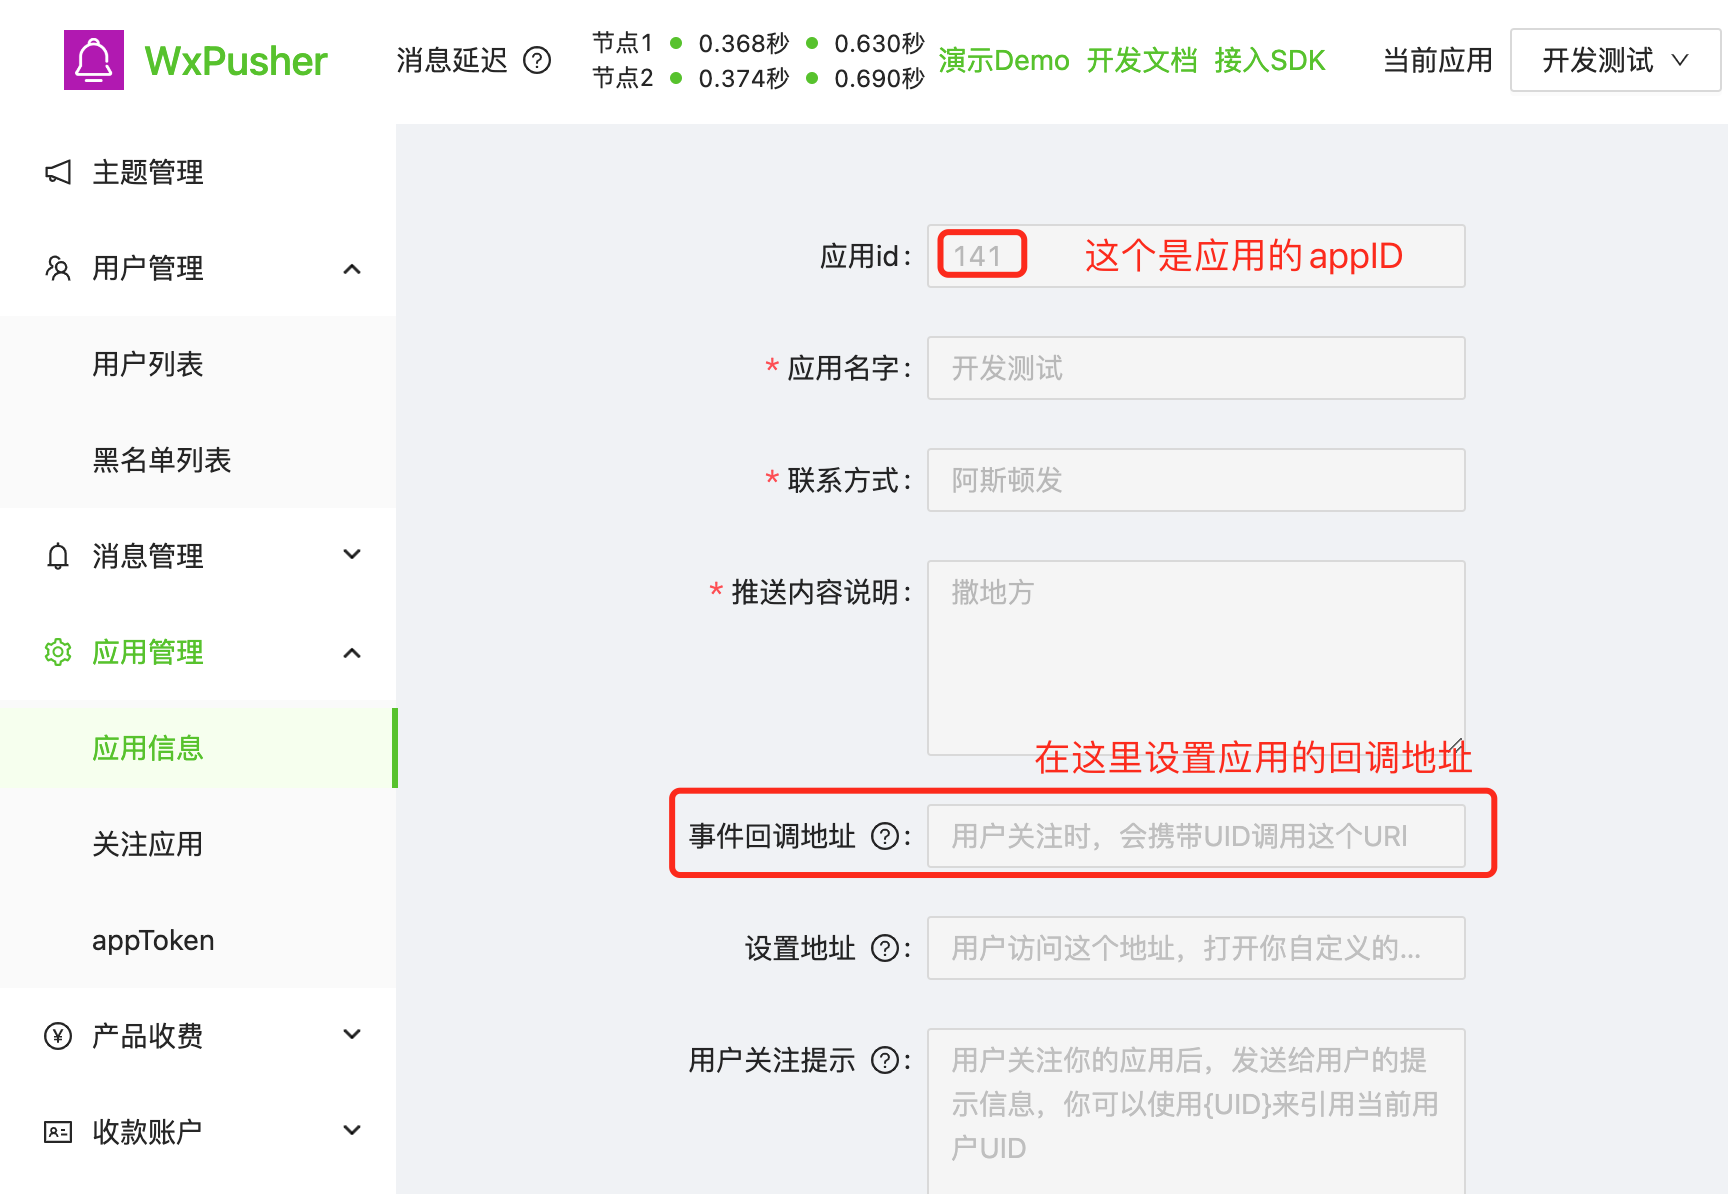 WxPusher
消息延迟
节点1 0.368秒 0.630秒
节点2 0.374秒 0.690秒
演示Demo 开发文档 接入SDK
当前应用 开发测试
主题管理
用户管理
用户列表
黑名单列表
消息管理
应用管理
应用信息
关注应用
appToken
产品收费
收款账户
应用id: 141 这个是应用的appID
* 应用名字: 开发测试
* 联系方式: 阿斯顿发
* 推送内容说明: 撒地方
在这里设置应用的回调地址
事件回调地址 ?: 用户关注时，会携带UID调用这个URl
设置地址 ?: 用户访问这个地址，打开你自定义的...
用户关注提示 ?: 用户关注你的应用后，发送给用户的提
示信息，你可以使用{UID}来引用当前用
户UID